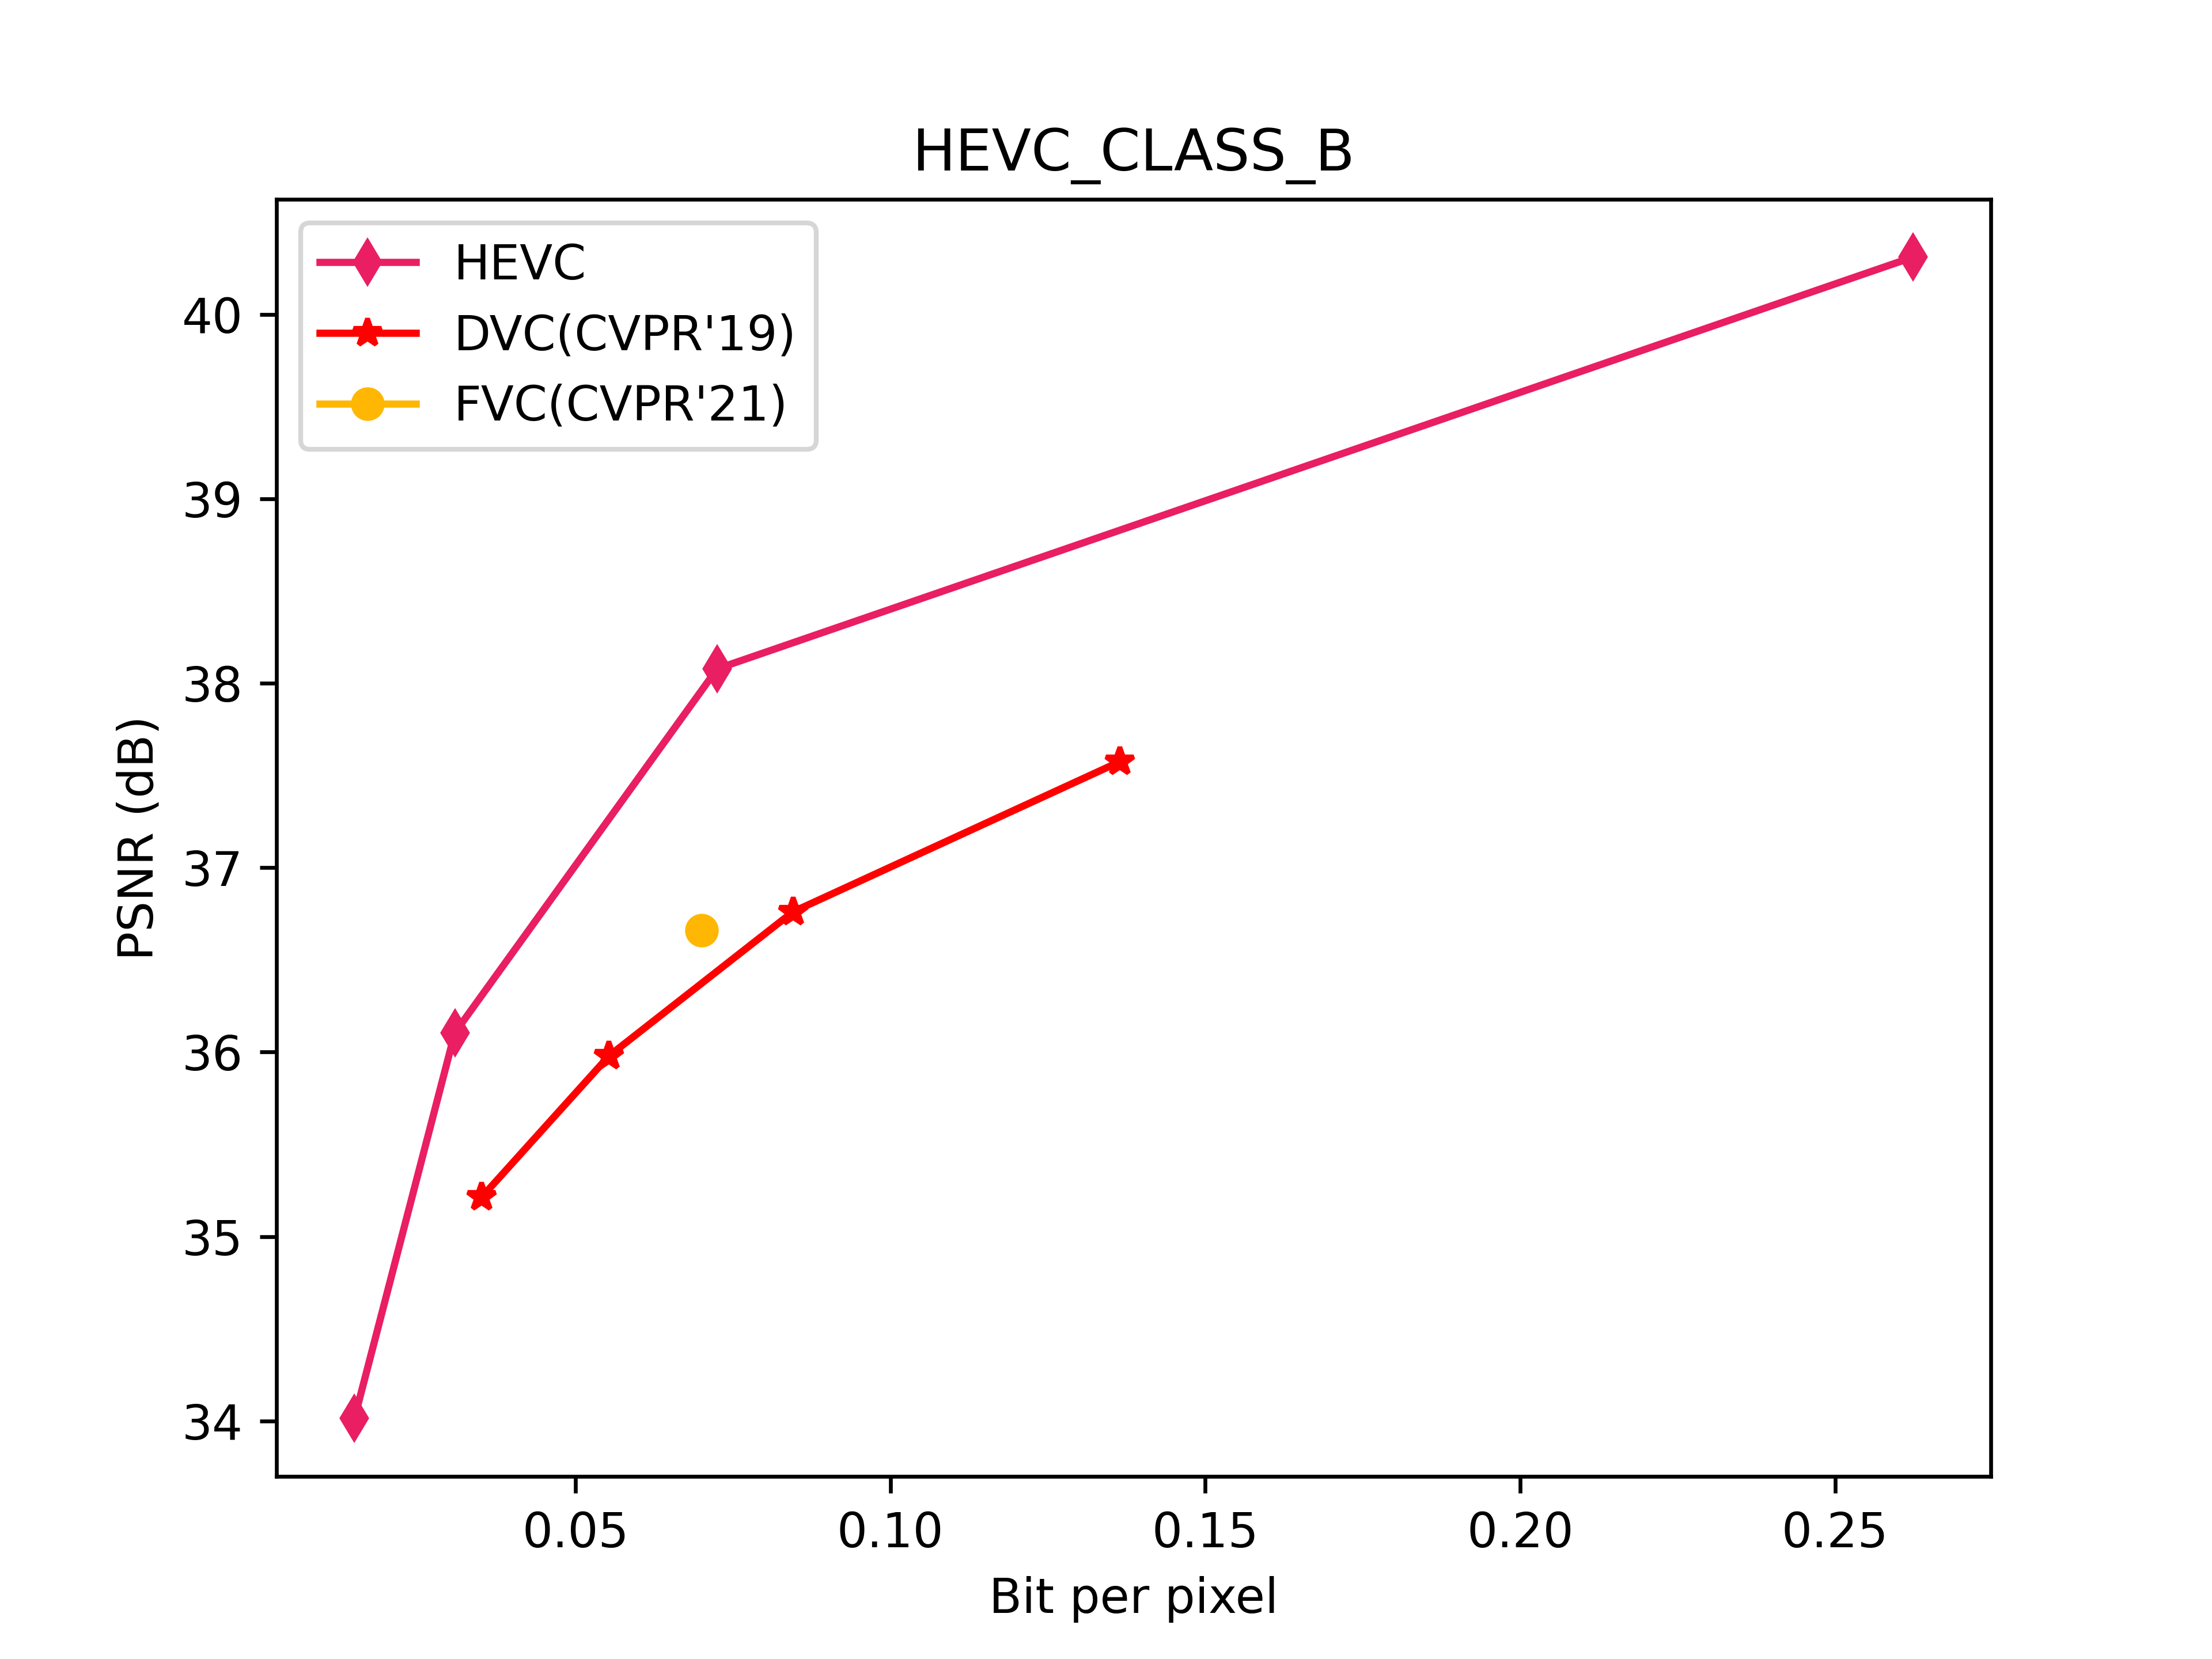 HEVC_CLASS_B
HEVC
DVC(CVPR'19)
FVC(CVPR'21)
40
39
38
37
36
35
34
PSNR (dB)
0.05 0.10 0.15 0.20 0.25
Bit per pixel